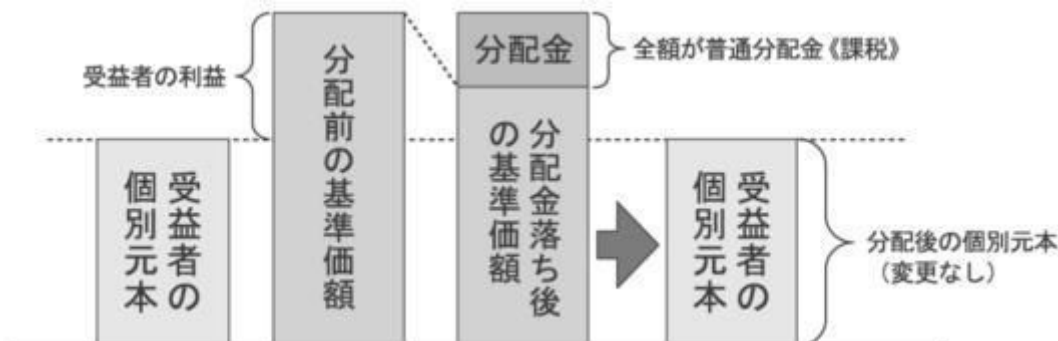 受益者の利益
受益者の
個別元本
分配前の基準価額
分配金
全額が普通分配金《課税》
分配金落ち後
の基準価額
受益者の
個別元本
分配後の個別元本
（変更なし）